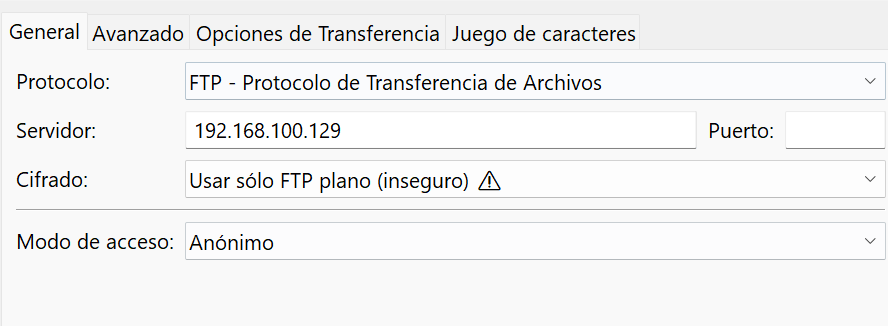 General Avanzado Opciones de Transferencia Juego de caracteres
Protocolo: FTP - Protocolo de Transferencia de Archivos
Servidor: 192.168.100.129 Puerto:
Cifrado: Usar sólo FTP plano (inseguro) ⚠
Modo de acceso: Anónimo